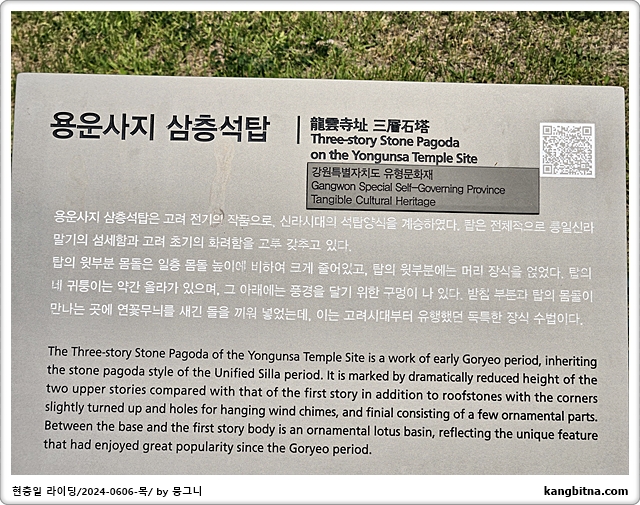 용운사지 삼층석탑
龍雲寺址 三層石塔
Three-story Stone Pagoda
on the Yongunsa Temple Site
강원특별자치도 유형문화재
Gangwon Special Self-Governing Province
Tangible Cultural Heritage
용운사지 삼층석탑은 고려 전기의 작품으로, 신라시대의 석탑양식을 계승하였다. 탑은 전체적으로 통일신라
말기의 섬세함과 고려 초기의 화려함을 고루 갖추고 있다.
탑의 윗부분 몸돌은 일층 몸돌 높이에 비하여 크게 줄어있고, 탑의 윗부분에는 머리 장식을 얹었다. 탑의
네 귀퉁이는 약간 올라가 있으며, 그 아래에는 풍경을 달기 위한 구멍이 나 있다. 받침 부분과 탑의 몸돌이
만나는 곳에 연꽃무늬를 새긴 돌을 끼워 넣었는데, 이는 고려시대부터 유행했던 독특한 장식 수법이다.
The Three-story Stone Pagoda of the Yongunsa Temple Site is a work of early Goryeo period, inheriting
the stone pagoda style of the Unified Silla period. It is marked by dramatically reduced height of the
two upper stories compared with that of the first story in addition to roofstones with the corners
slightly turned up and holes for hanging wind chimes, and finial consisting of a few ornamental parts.
Between the base and the first story body is an ornamental lotus basin, reflecting the unique feature
that had enjoyed great popularity since the Goryeo period.
현충일 라이딩/2024-0606-목/ by 뭉그니
kangbitna.com